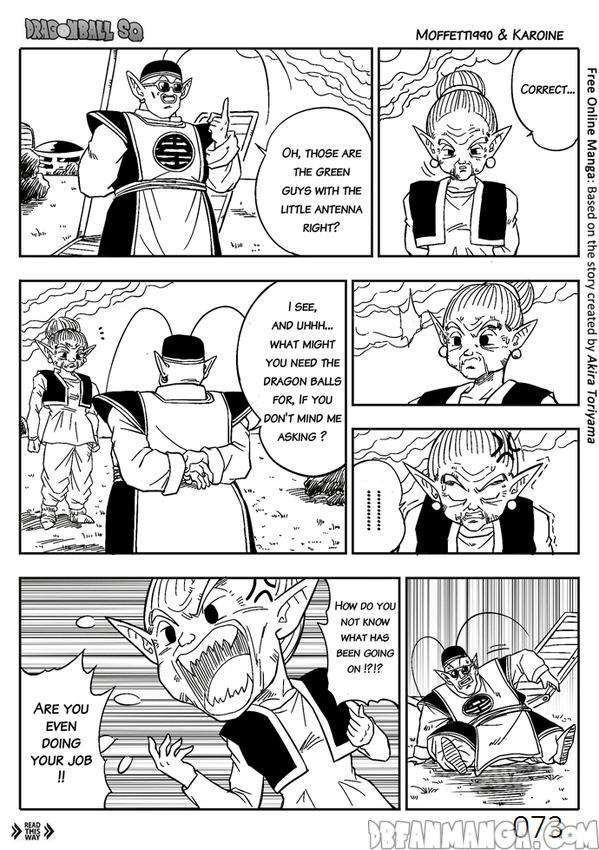 DRAGONBALL SQ
MOFFETT1990 & KAROINE
OH, THOSE ARE
THE GREEN
GUYS WITH THE
LITTLE ANTENNA
RIGHT?
CORRECT...
I SEE,
AND UHHH...
WHAT MIGHT
YOU NEED THE
DRAGON BALLS
FOR, IF YOU
DON'T MIND ME
ASKING ?
ARE YOU
EVEN
DOING
YOUR JOB
!!
HOW DO YOU
NOT KNOW
WHAT HAS
BEEN GOING
ON !?!?
Free Online Manga: Based on the story created by Akira Toriyama
READ
THIS
WAY
073
DBFANMANGA.COM